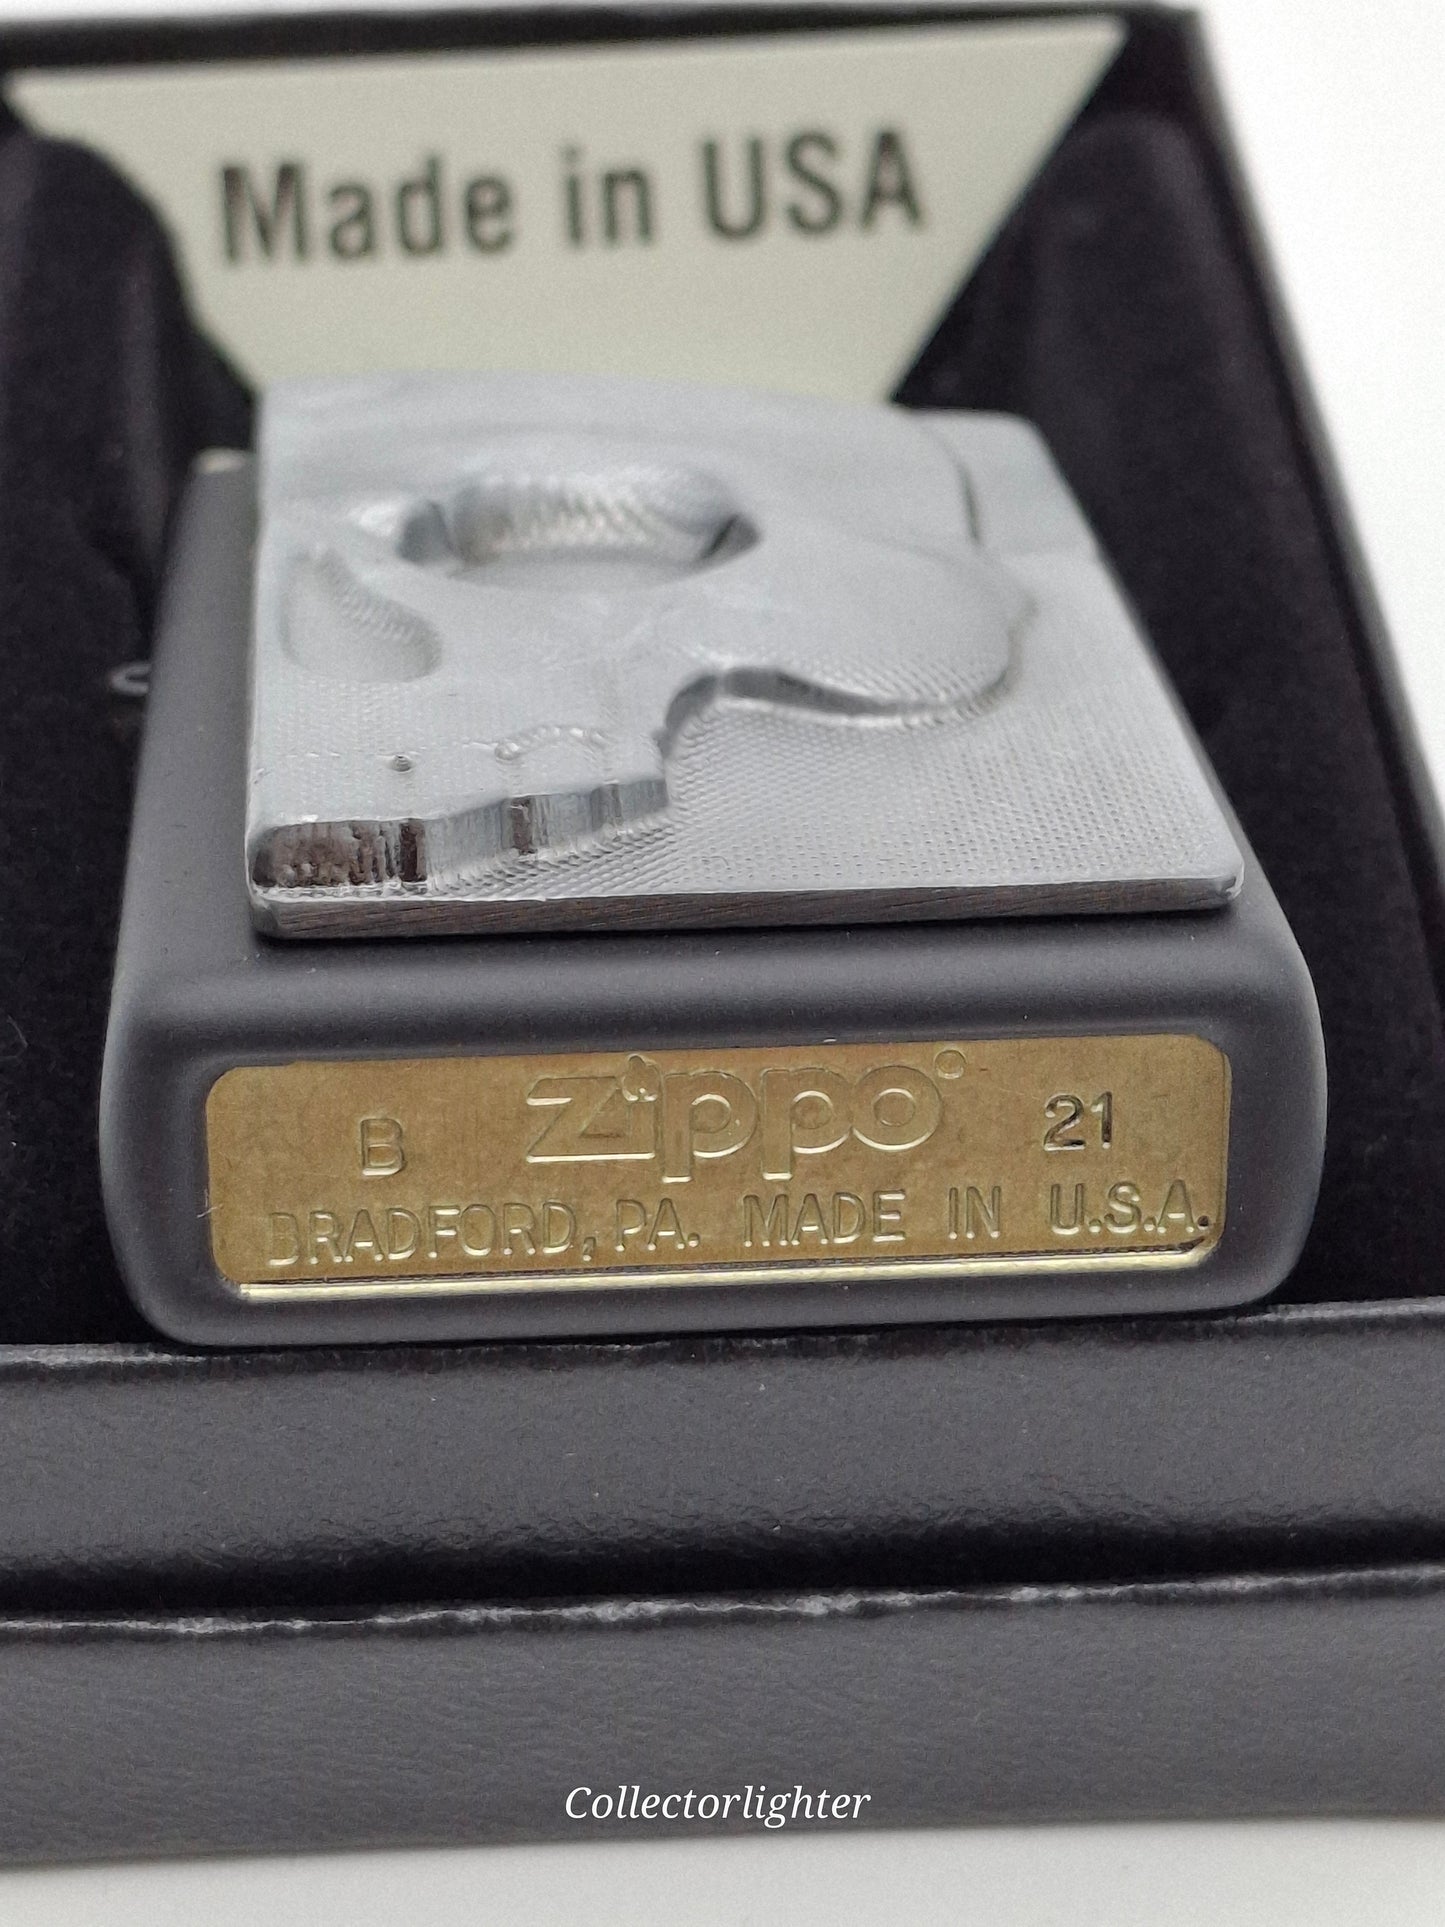 Made in USA
B zippo 21
BRADFORD, PA. MADE IN U.S.A.
Collectorlighter